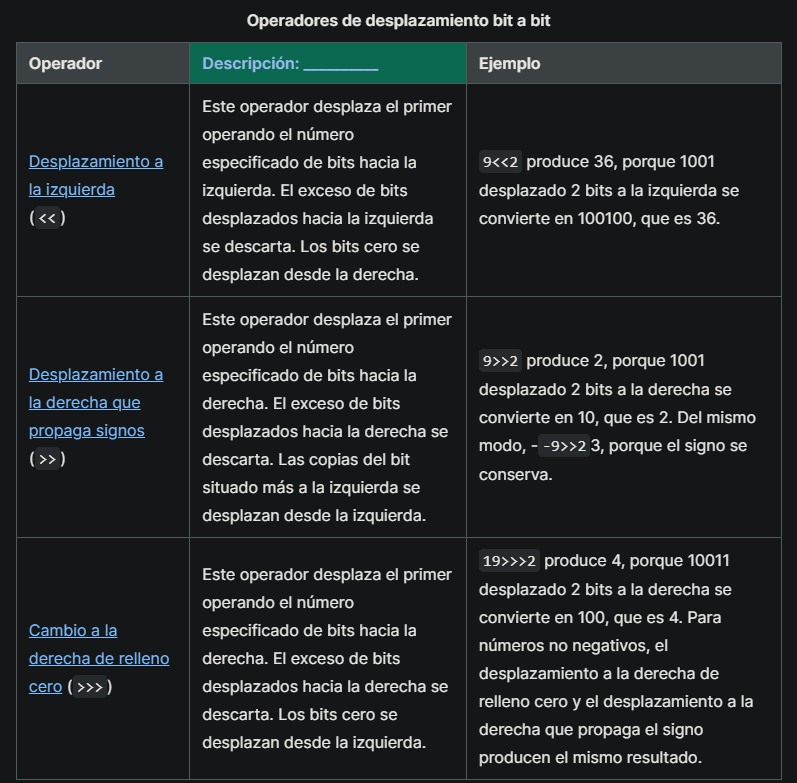 Operadores de desplazamiento bit a bit
Operador
Descripción: __________
Ejemplo
Desplazamiento a
la izquierda
(<<)
Este operador desplaza el primer
operando el número
especificado de bits hacia la
izquierda. El exceso de bits
desplazados hacia la izquierda
se descarta. Los bits cero se
desplazan desde la derecha.
9<<2 produce 36, porque 1001
desplazado 2 bits a la izquierda se
convierte en 100100, que es 36.
Desplazamiento a
la derecha que
propaga signos
(>>)
Este operador desplaza el primer
operando el número
especificado de bits hacia la
derecha. El exceso de bits
desplazados hacia la derecha se
descarta. Las copias del bit
situado más a la izquierda se
desplazan desde la izquierda.
9>>2 produce 2, porque 1001
desplazado 2 bits a la derecha se
convierte en 10, que es 2. Del mismo
modo, --9>>23, porque el signo se
conserva.
Cambio a la
derecha de relleno
cero (>>>)
Este operador desplaza el primer
operando el número
especificado de bits hacia la
derecha. El exceso de bits
desplazados hacia la derecha se
descarta. Los bits cero se
desplazan desde la izquierda.
19>>>2 produce 4, porque 10011
desplazado 2 bits a la derecha se
convierte en 100, que es 4. Para
números no negativos, el
desplazamiento a la derecha de
relleno cero y el desplazamiento a la
derecha que propaga el signo
producen el mismo resultado.